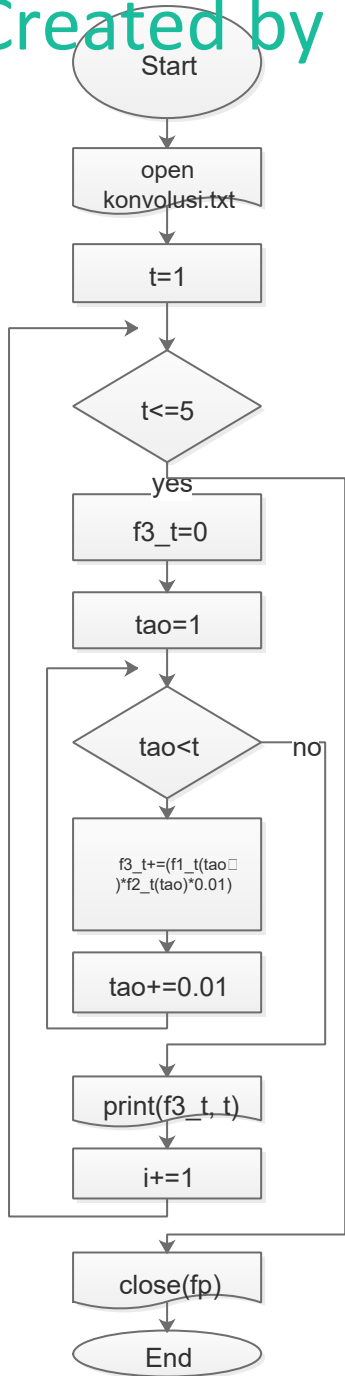 Created by
Start
open
konvolusi.txt
t=1
t<=5
yes
f3_t=0
tao=1
tao<t
no
f3_t+=(f1_t(tao□
)*f2_t(tao)*0.01)
tao+=0.01
print(f3_t, t)
i+=1
close(fp)
End